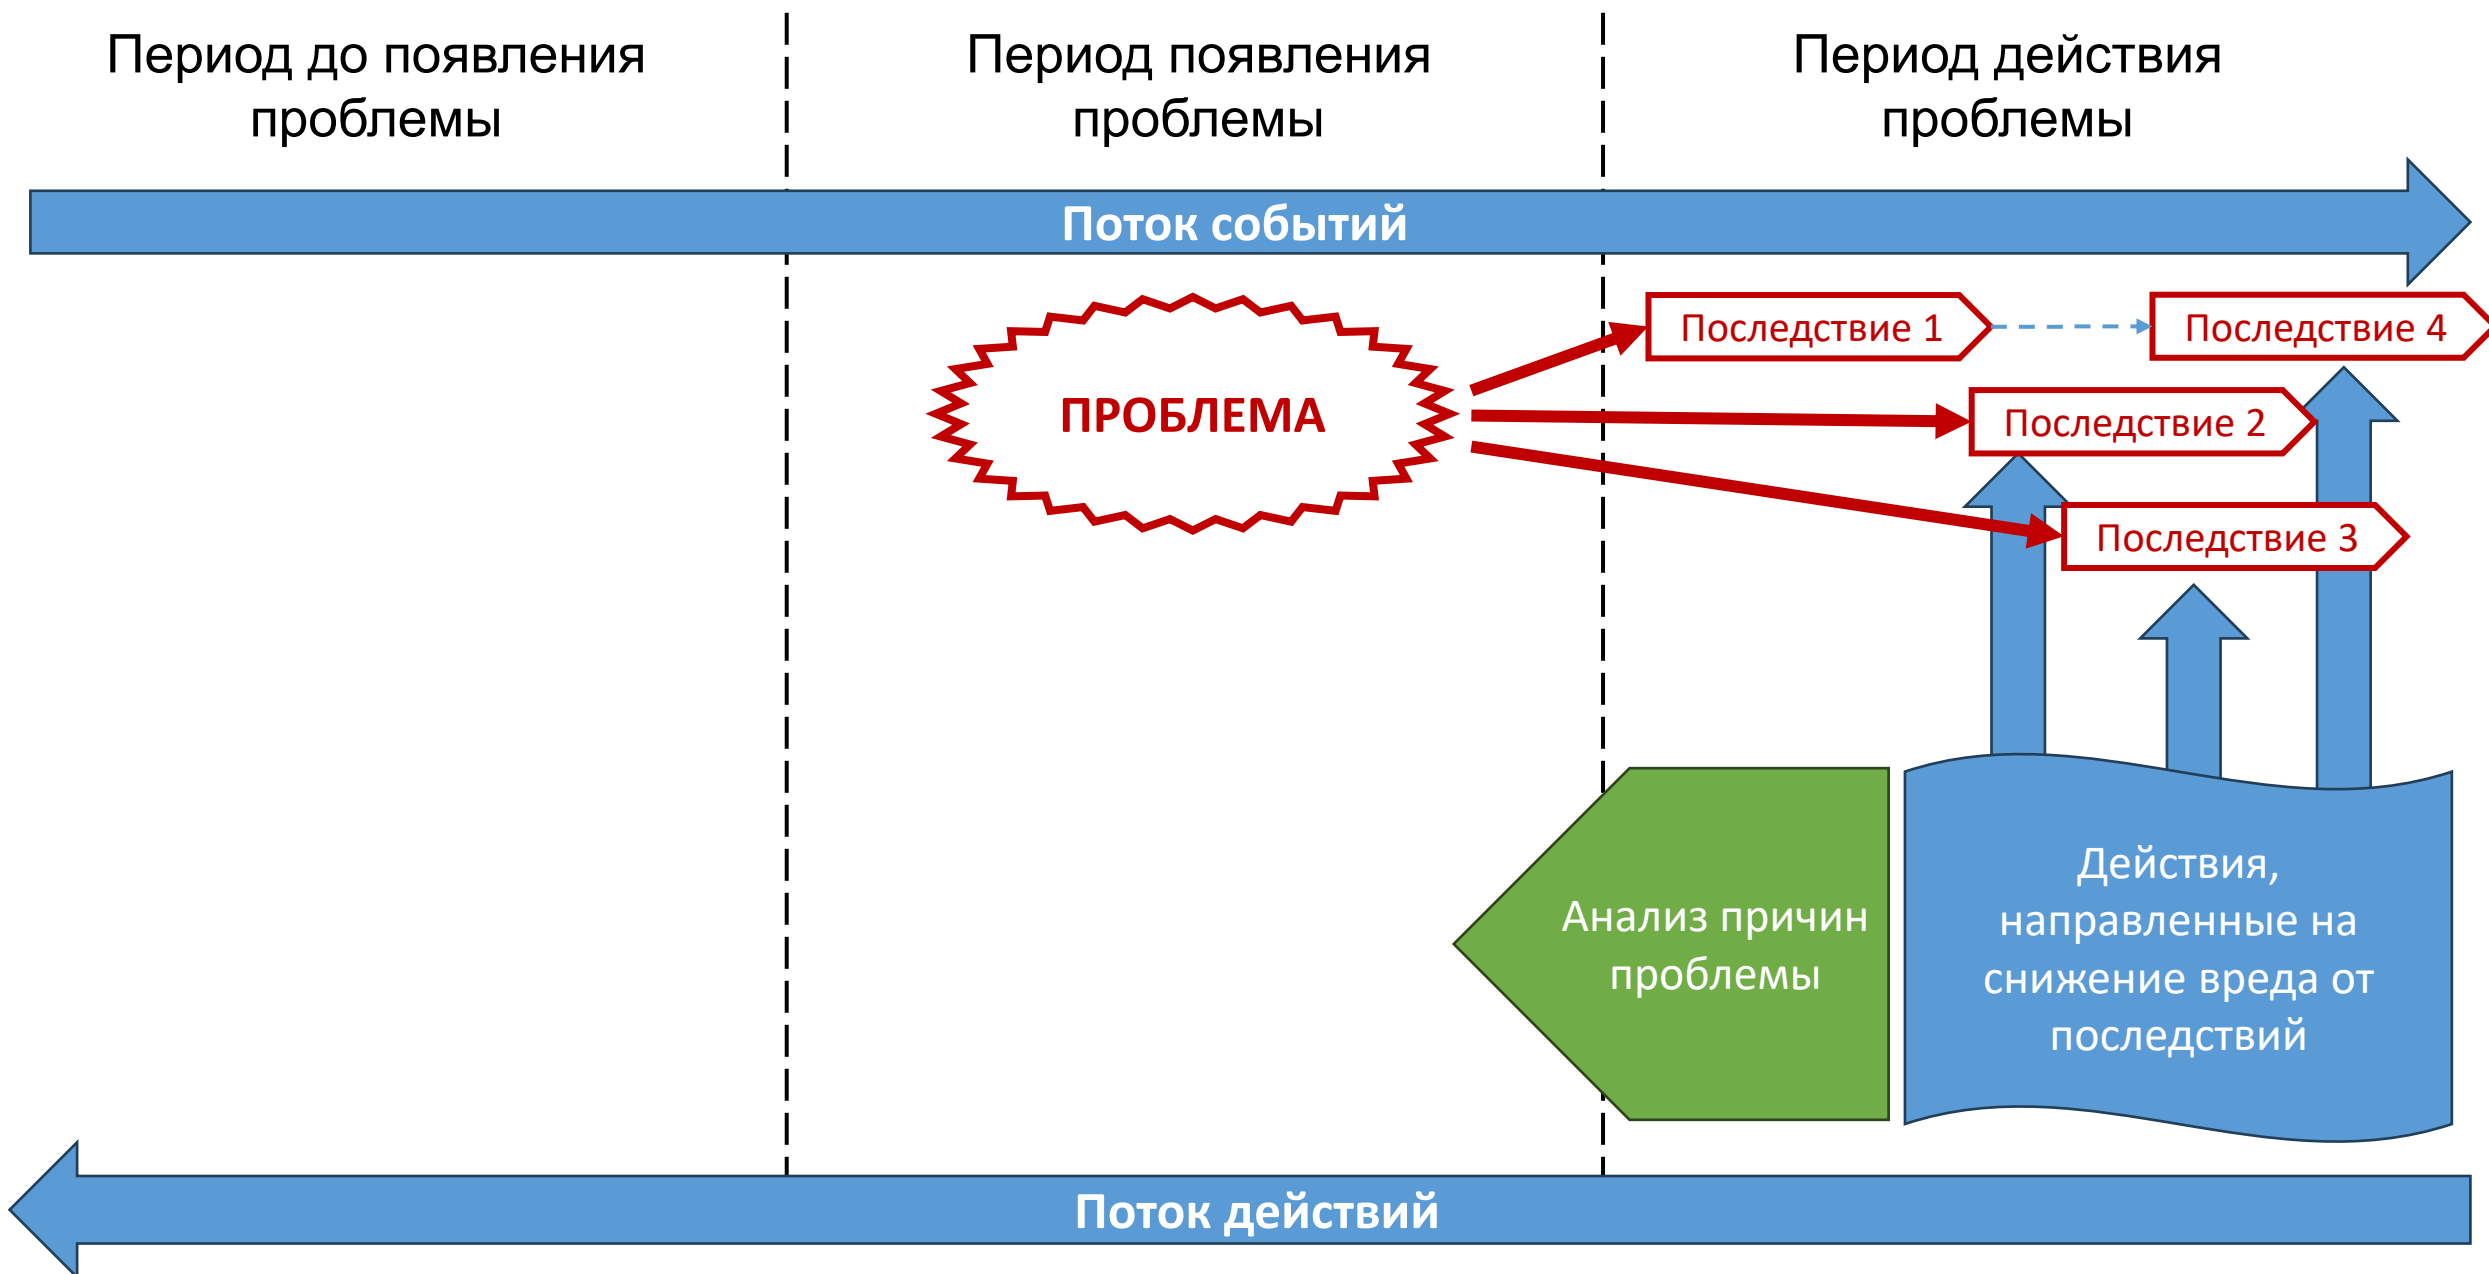 Период до появления
проблемы
Период появления
проблемы
Период действия
проблемы
Поток событий
Последствие 1
Последствие 4
ПРОБЛЕМА
Последствие 2
Последствие 3
Анализ причин
проблемы
Действия,
направленные на
снижение вреда от
последствий
Поток действий